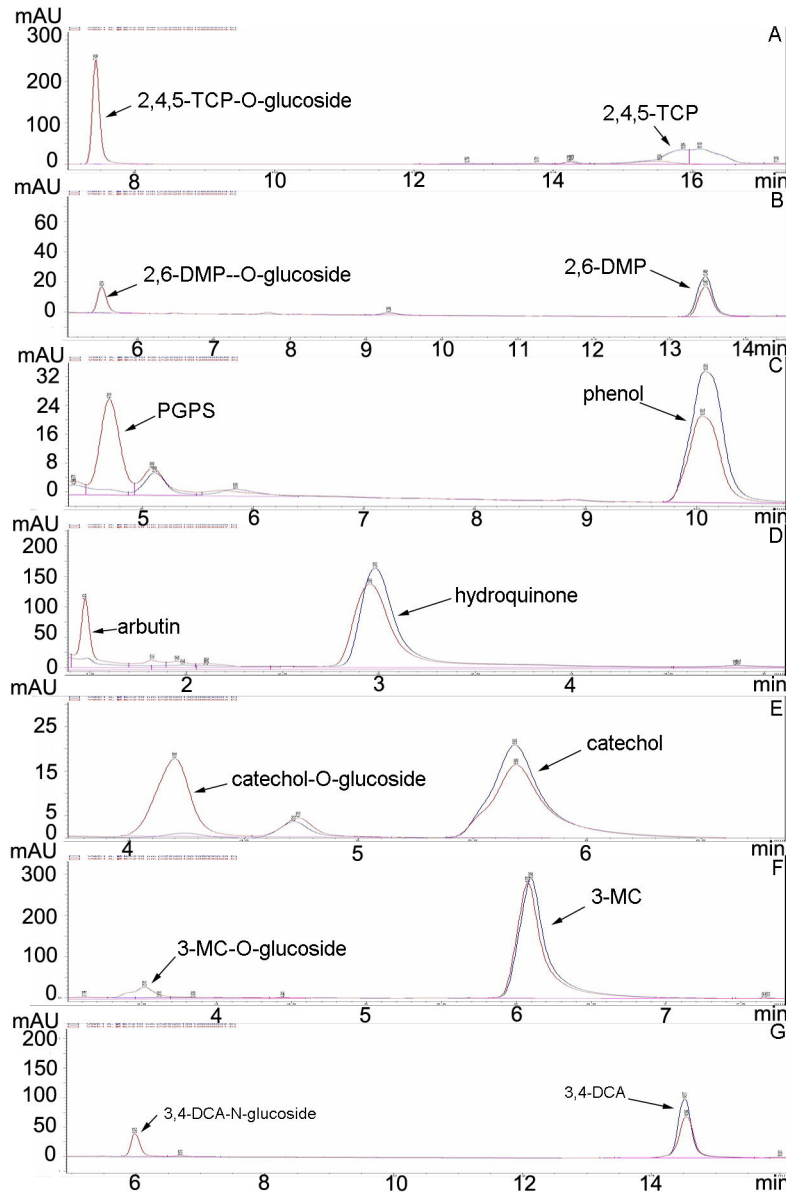 mAU
A
300
200
100
0
2,4,5-TCP-O-glucoside
2,4,5-TCP
8 10 12 14 16 min
mAU
B
60
40
20
0
2,6-DMP--O-glucoside
2,6-DMP
6 7 8 9 10 11 12 13 14 min
mAU
C
32
24
16
8
0
PGPS
phenol
5 6 7 8 9 10 min
mAU
D
200
150
100
50
0
arbutin
hydroquinone
2 3 4 min
mAU
E
25
15
5
0
catechol-O-glucoside
catechol
4 5 6 min
mAU
F
300
200
100
0
3-MC-O-glucoside
3-MC
4 5 6 7 min
mAU
G
200
150
100
50
0
3,4-DCA-N-glucoside
3,4-DCA
6 8 10 12 14 min